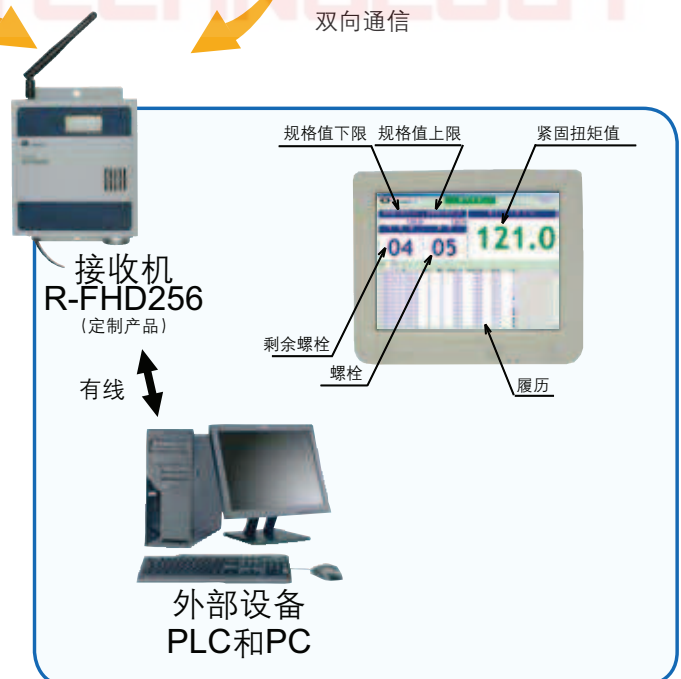 TECHNOLOGY
双向通信
规格值下限 规格值上限 紧固扭矩值
04 05 121.0
接收机
R-FHD256
(定制产品)
剩余螺栓
螺栓
履历
有线
外部设备
PLC和PC